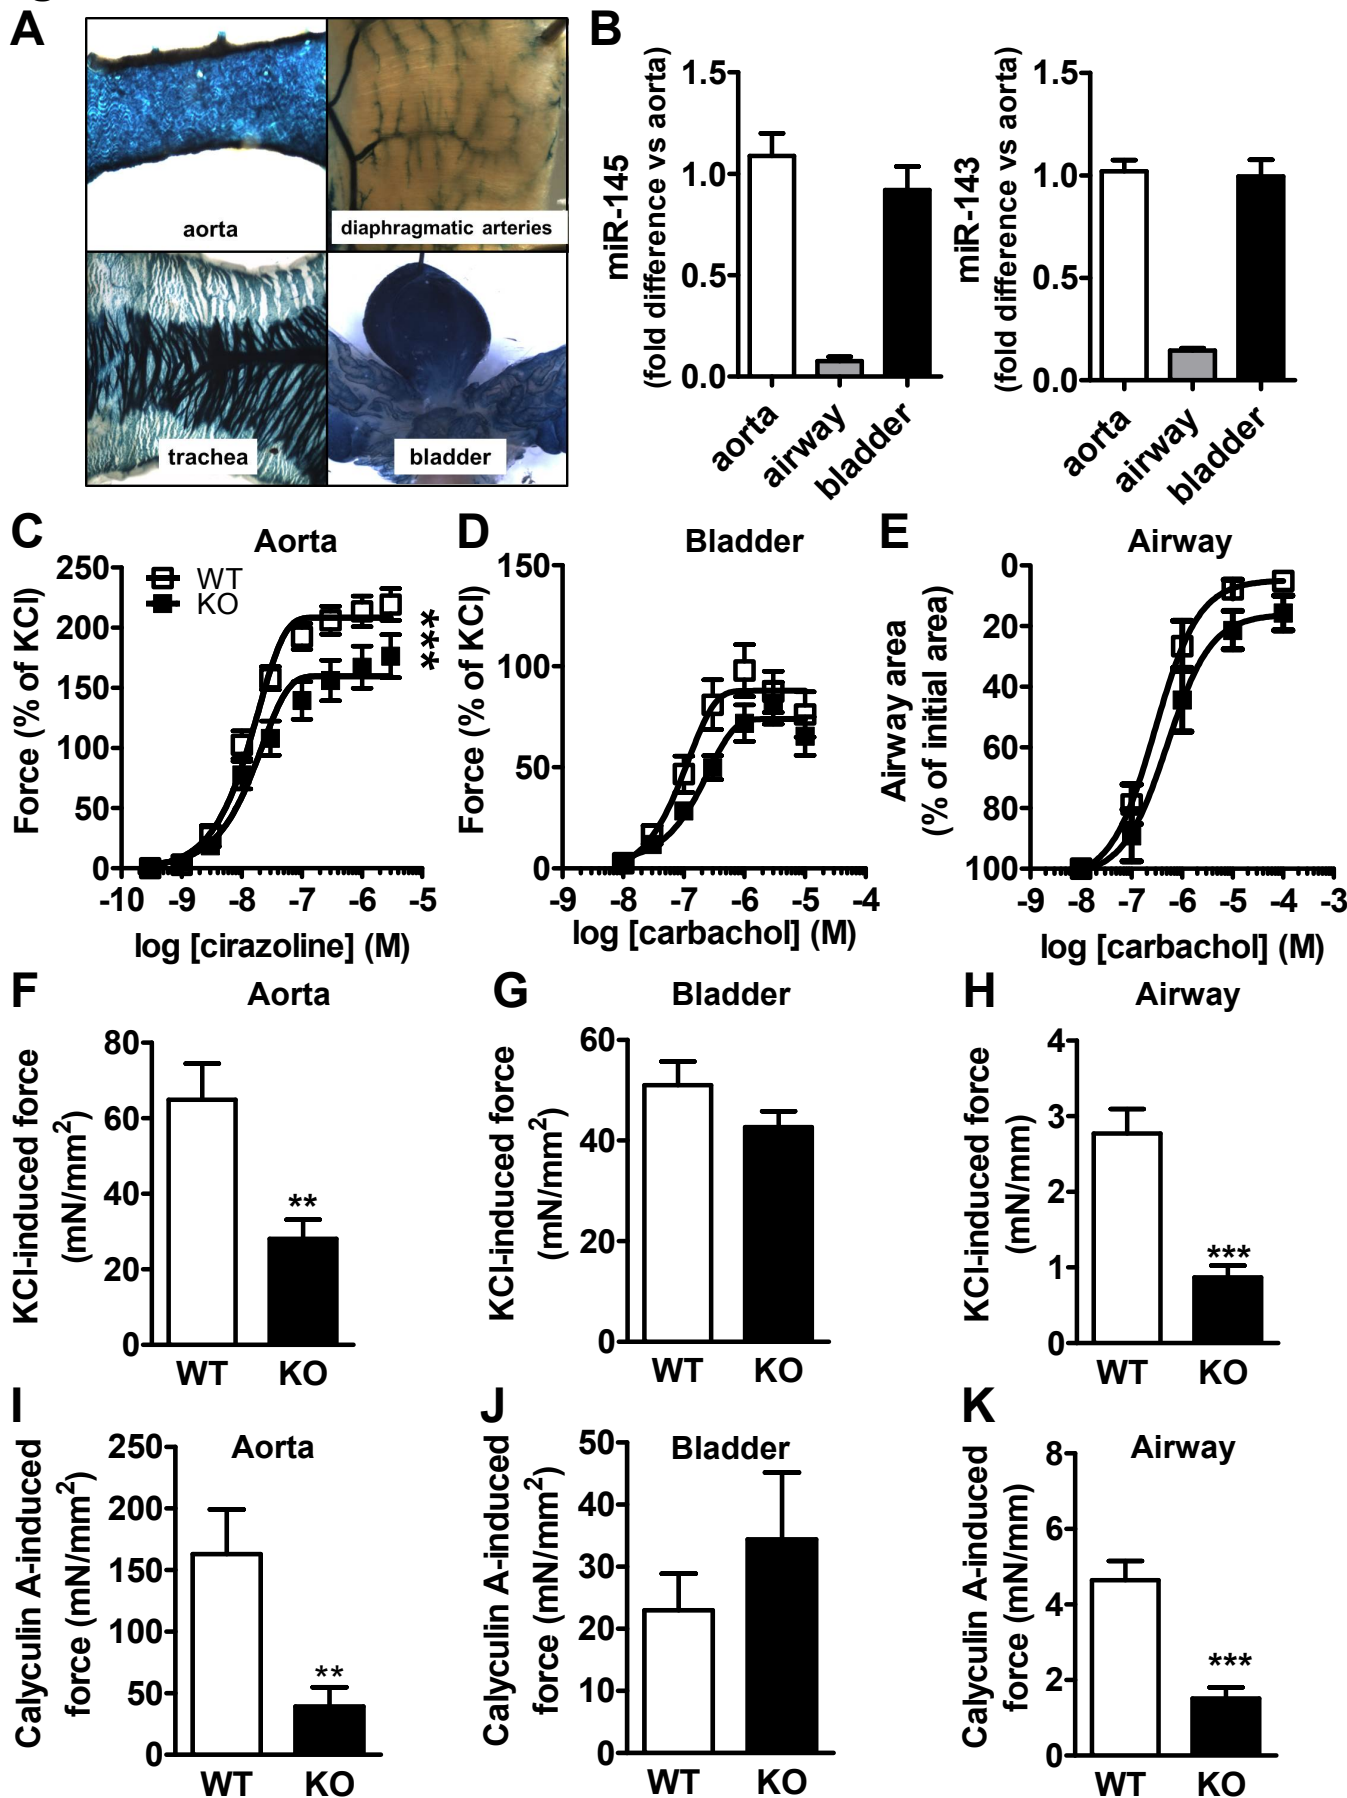 A
aorta
diaphragmatic arteries
trachea
bladder
B
miR-145
(fold difference vs aorta)
1.5
1.0
0.5
0.0
aorta
airway
bladder
miR-143
(fold difference vs aorta)
1.5
1.0
0.5
0.0
aorta
airway
bladder
C
Aorta
Force (% of KCl)
250
200
150
100
50
0
WT
KO
***
-10 -9 -8 -7 -6 -5
log [cirazoline] (M)
D
Bladder
Force (% of KCl)
150
100
50
0
-9 -8 -7 -6 -5 -4
log [carbachol] (M)
E
Airway
Airway area
(% of initial area)
0
20
40
60
80
100
-9 -8 -7 -6 -5 -4 -3
log [carbachol] (M)
F
Aorta
KCl-induced force
(mN/mm²)
80
60
40
20
0
**
WT KO
G
Bladder
KCl-induced force
(mN/mm²)
60
40
20
0
WT KO
H
Airway
KCl-induced force
(mN/mm)
4
3
2
1
0
***
WT KO
I
Aorta
Calyculin A-induced
force (mN/mm²)
250
200
150
100
50
0
**
WT KO
J
Bladder
Calyculin A-induced
force (mN/mm²)
50
40
30
20
10
0
WT KO
K
Airway
Calyculin A-induced
force (mN/mm)
8
6
4
2
0
***
WT KO